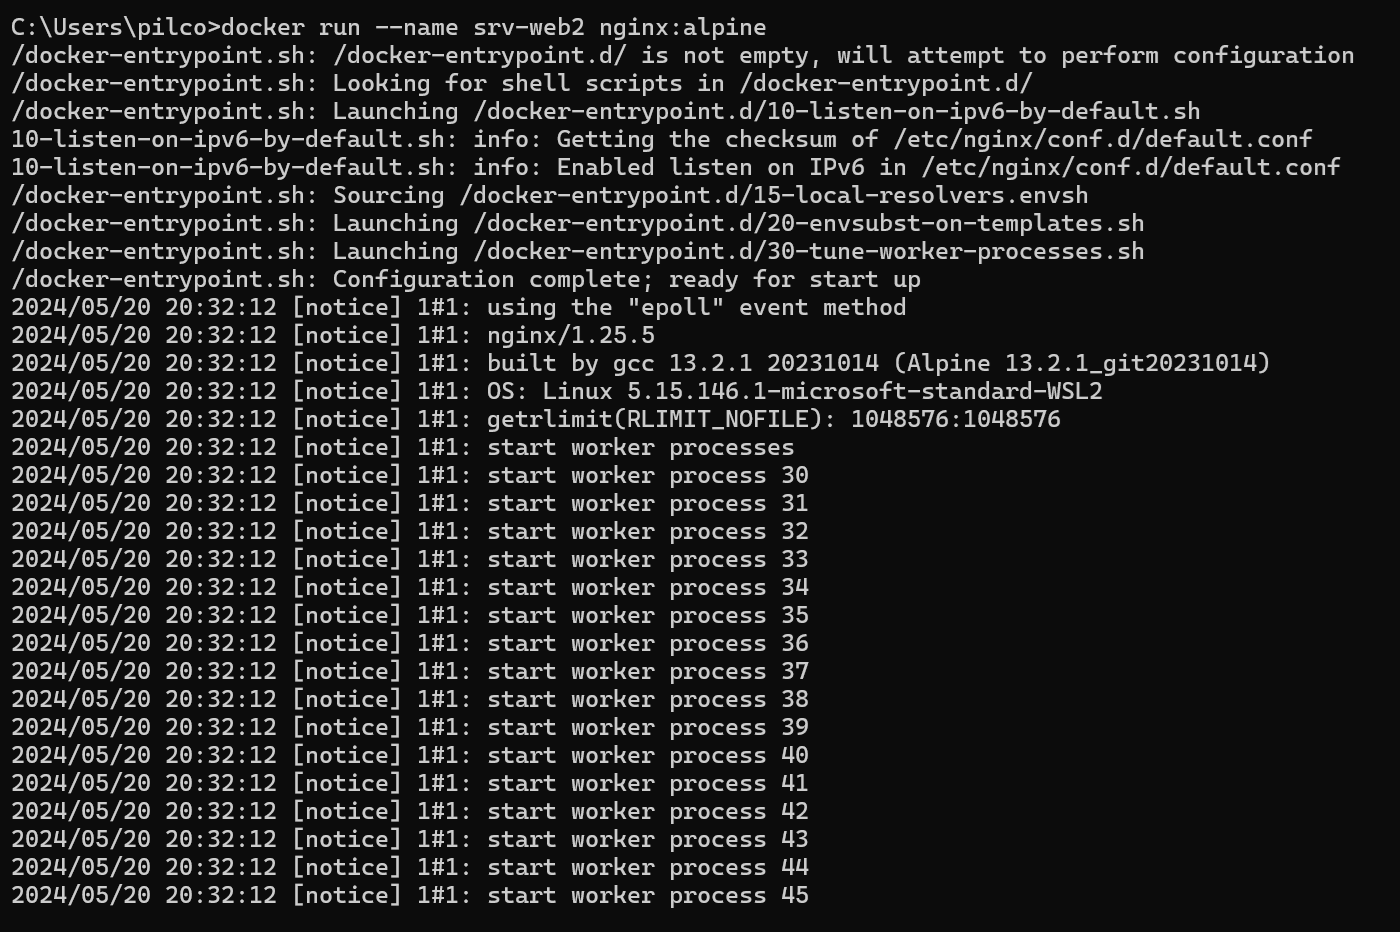 C:\Users\pilco>docker run --name srv-web2 nginx:alpine
/docker-entrypoint.sh: /docker-entrypoint.d/ is not empty, will attempt to perform configuration
/docker-entrypoint.sh: Looking for shell scripts in /docker-entrypoint.d/
/docker-entrypoint.sh: Launching /docker-entrypoint.d/10-listen-on-ipv6-by-default.sh
10-listen-on-ipv6-by-default.sh: info: Getting the checksum of /etc/nginx/conf.d/default.conf
10-listen-on-ipv6-by-default.sh: info: Enabled listen on IPv6 in /etc/nginx/conf.d/default.conf
/docker-entrypoint.sh: Sourcing /docker-entrypoint.d/15-local-resolvers.envsh
/docker-entrypoint.sh: Launching /docker-entrypoint.d/20-envsubst-on-templates.sh
/docker-entrypoint.sh: Launching /docker-entrypoint.d/30-tune-worker-processes.sh
/docker-entrypoint.sh: Configuration complete; ready for start up
2024/05/20 20:32:12 [notice] 1#1: using the "epoll" event method
2024/05/20 20:32:12 [notice] 1#1: nginx/1.25.5
2024/05/20 20:32:12 [notice] 1#1: built by gcc 13.2.1 20231014 (Alpine 13.2.1_git20231014)
2024/05/20 20:32:12 [notice] 1#1: OS: Linux 5.15.146.1-microsoft-standard-WSL2
2024/05/20 20:32:12 [notice] 1#1: getrlimit(RLIMIT_NOFILE): 1048576:1048576
2024/05/20 20:32:12 [notice] 1#1: start worker processes
2024/05/20 20:32:12 [notice] 1#1: start worker process 30
2024/05/20 20:32:12 [notice] 1#1: start worker process 31
2024/05/20 20:32:12 [notice] 1#1: start worker process 32
2024/05/20 20:32:12 [notice] 1#1: start worker process 33
2024/05/20 20:32:12 [notice] 1#1: start worker process 34
2024/05/20 20:32:12 [notice] 1#1: start worker process 35
2024/05/20 20:32:12 [notice] 1#1: start worker process 36
2024/05/20 20:32:12 [notice] 1#1: start worker process 37
2024/05/20 20:32:12 [notice] 1#1: start worker process 38
2024/05/20 20:32:12 [notice] 1#1: start worker process 39
2024/05/20 20:32:12 [notice] 1#1: start worker process 40
2024/05/20 20:32:12 [notice] 1#1: start worker process 41
2024/05/20 20:32:12 [notice] 1#1: start worker process 42
2024/05/20 20:32:12 [notice] 1#1: start worker process 43
2024/05/20 20:32:12 [notice] 1#1: start worker process 44
2024/05/20 20:32:12 [notice] 1#1: start worker process 45